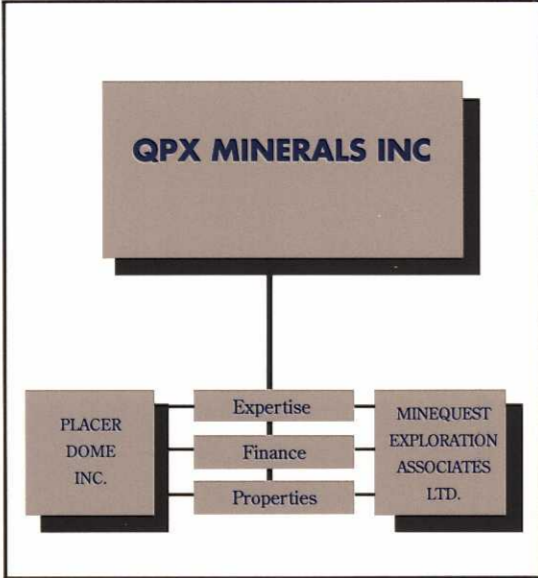 QPX MINERALS INC
PLACER
DOME
INC.
Expertise
Finance
Properties
MINEQUEST
EXPLORATION
ASSOCIATES
LTD.